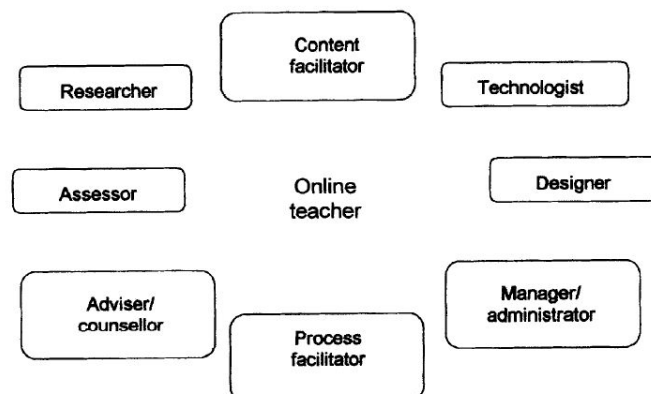 Content
facilitator
Researcher
Technologist
Assessor
Online
teacher
Designer
Adviser/
counsellor
Manager/
administrator
Process
facilitator